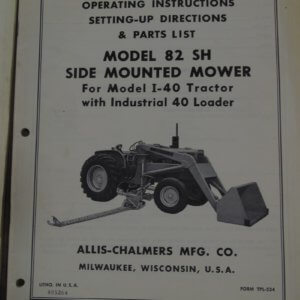 OPERATING INSTRUCTIONS
SETTING-UP DIRECTIONS
& PARTS LIST
MODEL 82 SH
SIDE MOUNTED MOWER
For Model I-40 Tractor
with Industrial 40 Loader
ALLIS-CHALMERS MFG. CO.
MILWAUKEE, WISCONSIN, U.S.A.
LITHO. IN U.S.A.
FORM TPL-524